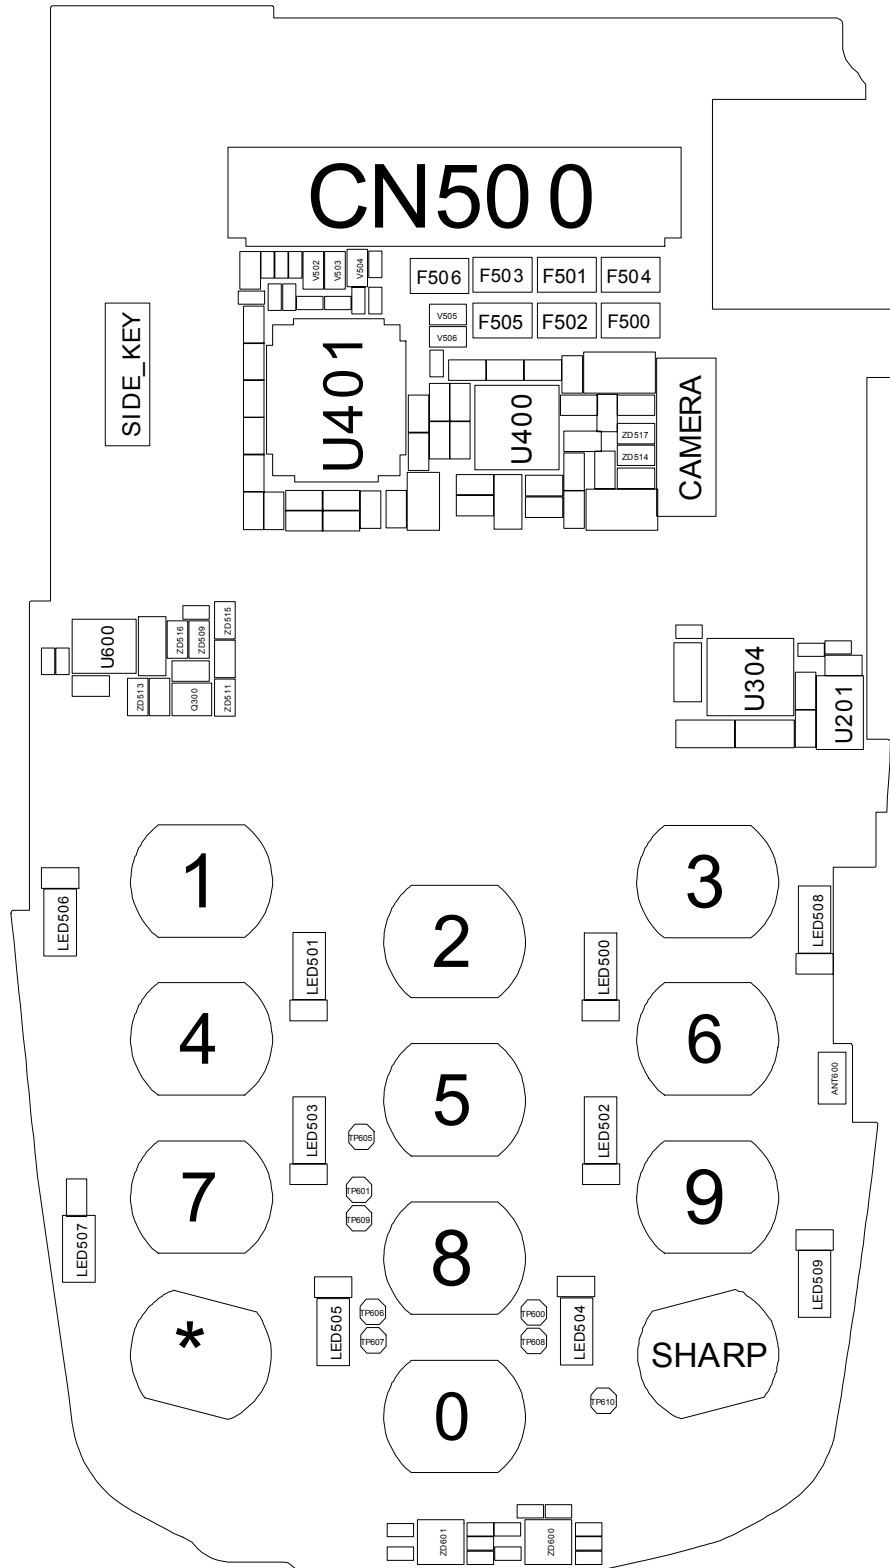 CN500
V502
V503
V504
F506
F503
F501
F504
V505
V506
F505
F502
F500
SIDE_KEY
U401
U400
ZD517
ZD514
CAMERA
U600
ZD516
ZD509
ZD515
ZD513
Q300
ZD511
U304
U201
1
2
3
LED506
LED501
LED500
LED508
4
5
6
ANT600
LED503
LED502
TP605
7
8
9
TP601
TP609
LED507
LED509
LED505
TP606
TP607
TP600
TP608
LED504
*
0
SHARP
TP610
ZD601
ZD600